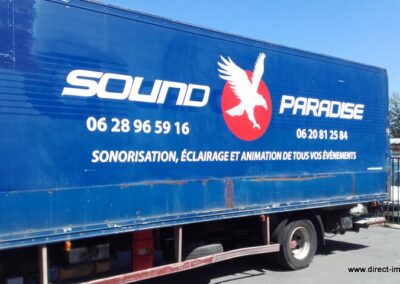 SOUND PARADISE
06 28 96 59 16 06 20 81 25 84
SONORISATION, ÉCLAIRAGE ET ANIMATION DE TOUS VOS ÉVÈNEMENTS
www.direct-im